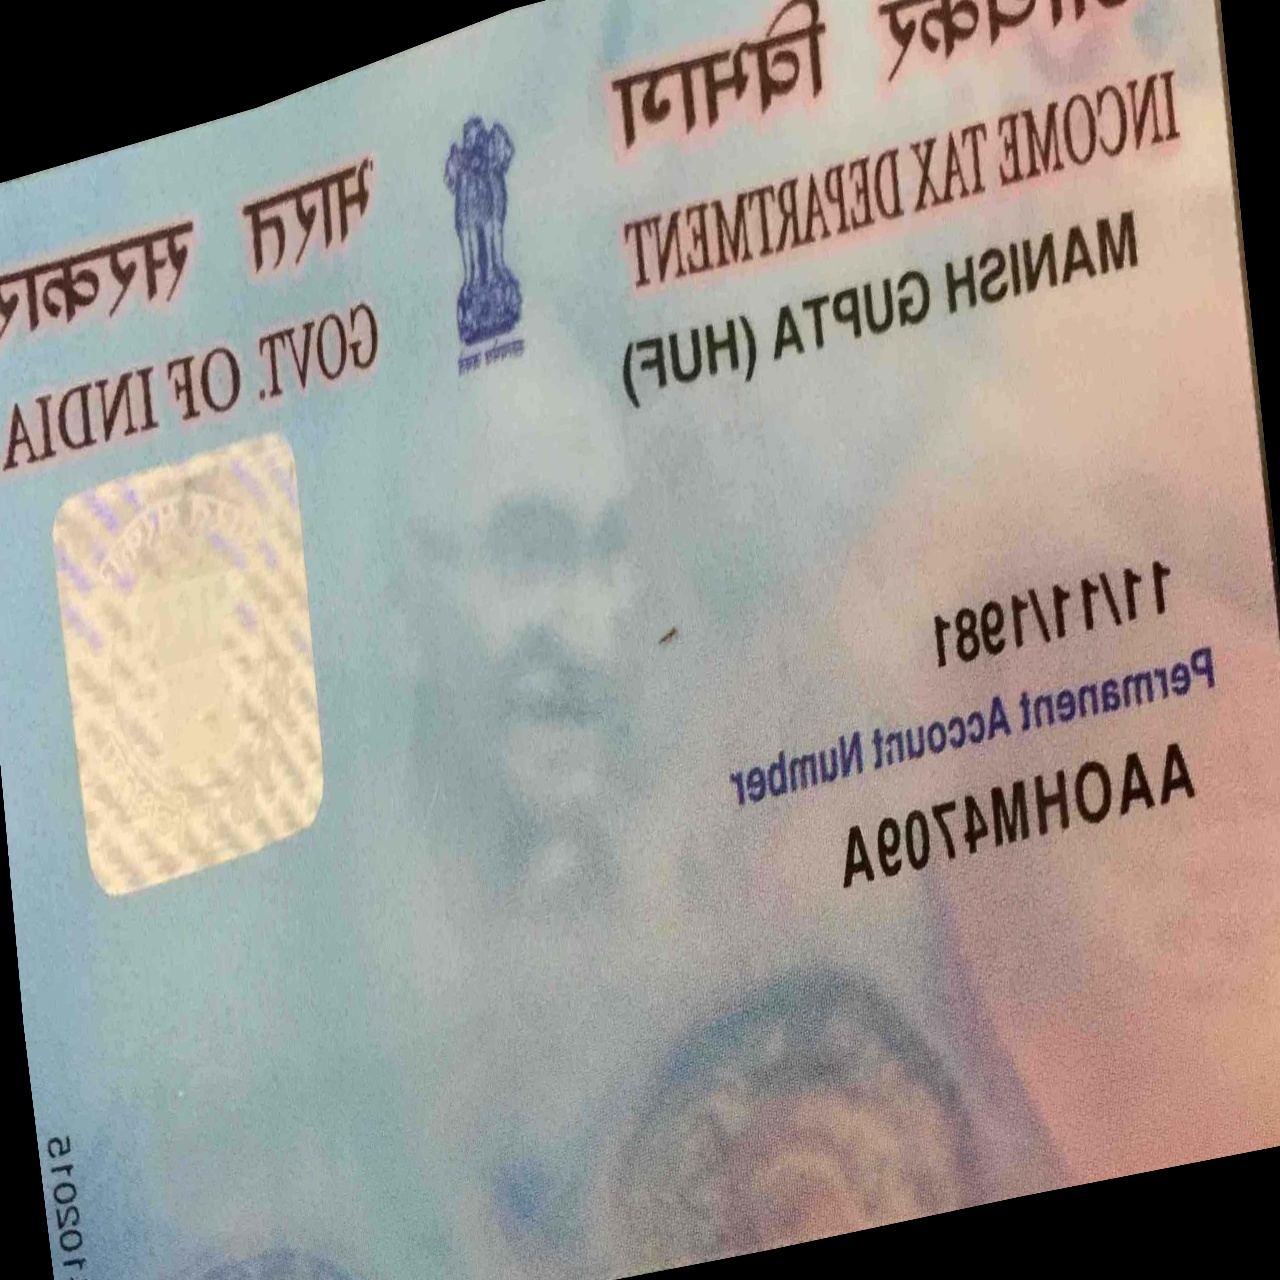 आयकर विभाग
INCOME TAX DEPARTMENT
MANISH GUPTA (HUF)
भारत सरकार
GOVT. OF INDIA
11/11/1981
Permanent Account Number
AAOHM4709A